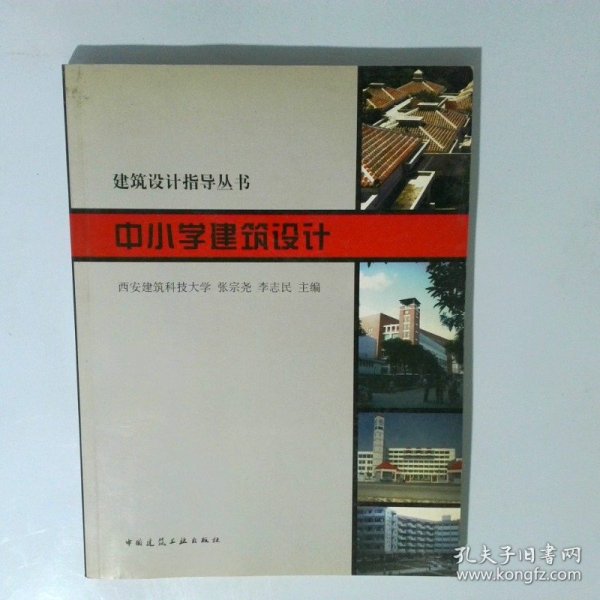 建筑设计指导丛书
中小学建筑设计
西安建筑科技大学 张宗尧 李志民 主编
中国建筑工业出版社
孔夫子旧书网
www.kongfz.com